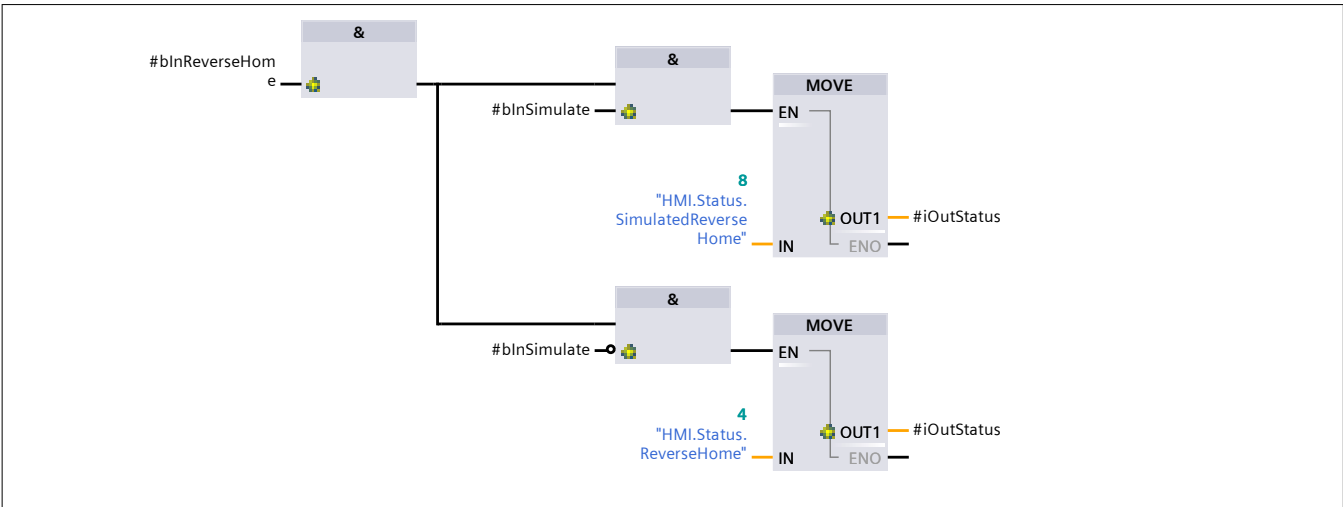 &
#bInReverseHom
e
&
#bInSimulate
MOVE
EN
8
"HMI.Status.
SimulatedReverse
Home"
IN
OUT1
#iOutStatus
ENO
&
#bInSimulate
MOVE
EN
4
"HMI.Status.
ReverseHome"
IN
OUT1
#iOutStatus
ENO